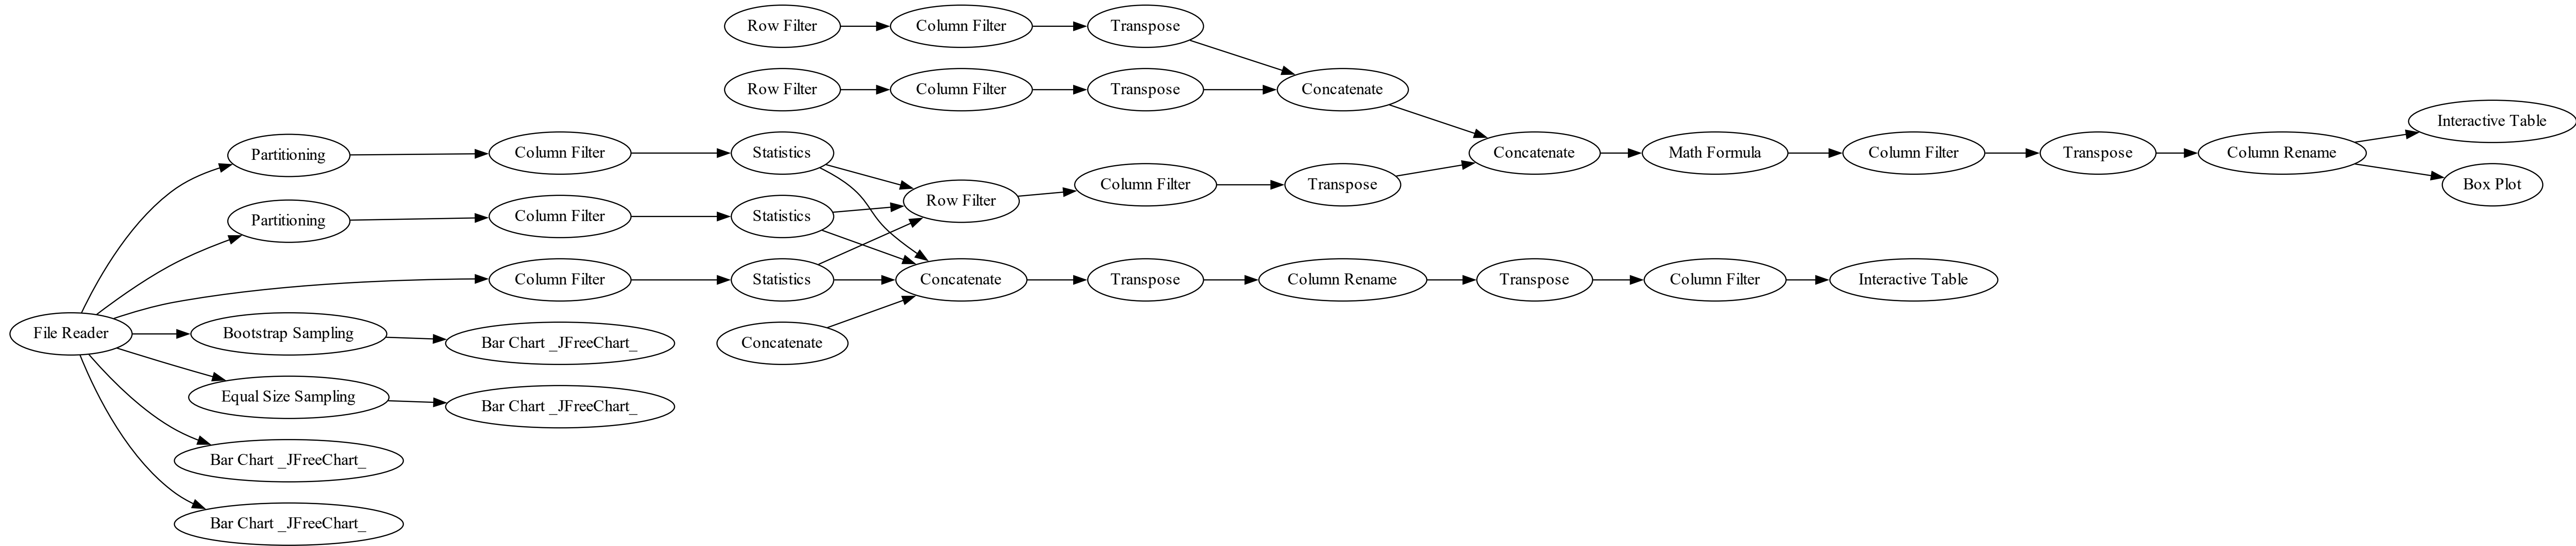 Row Filter
Column Filter
Transpose
Row Filter
Column Filter
Transpose
Concatenate
Interactive Table
Partitioning
Column Filter
Statistics
Concatenate
Math Formula
Column Filter
Transpose
Column Rename
Column Filter
Transpose
Box Plot
Partitioning
Column Filter
Statistics
Row Filter
Column Filter
Statistics
Concatenate
Transpose
Column Rename
Transpose
Column Filter
Interactive Table
File Reader
Bootstrap Sampling
Bar Chart _JFreeChart_
Concatenate
Equal Size Sampling
Bar Chart _JFreeChart_
Bar Chart _JFreeChart_
Bar Chart _JFreeChart_